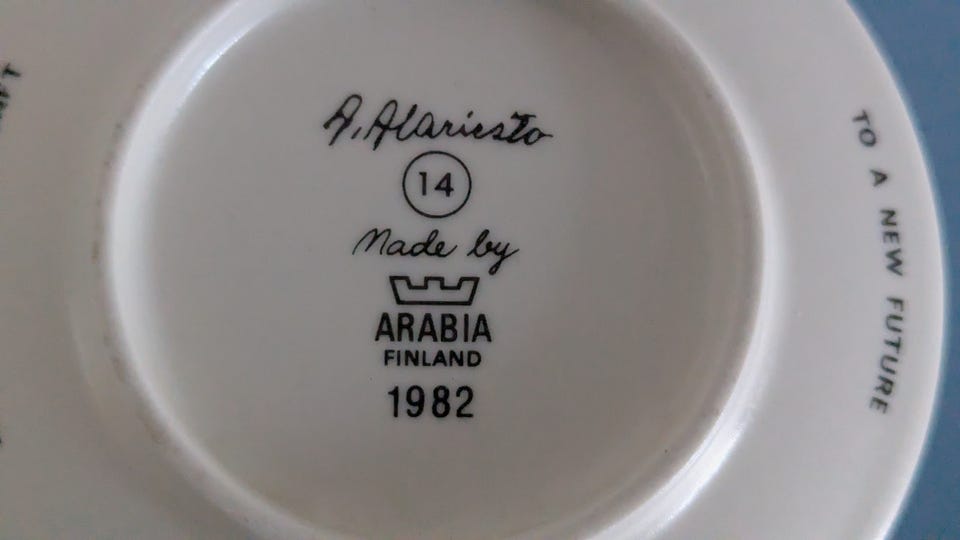 A. Alariesto
14
Made by
ARABIA
FINLAND
1982
TO A NEW FUTURE